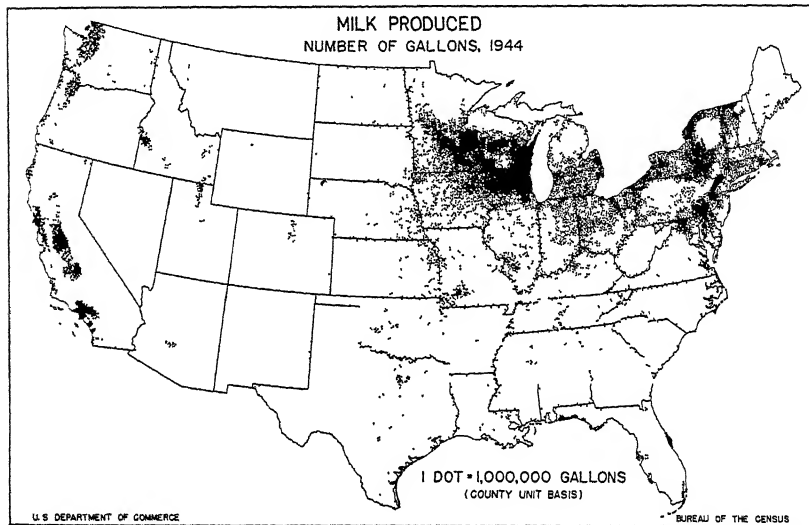 MILK PRODUCED
NUMBER OF GALLONS, 1944
1 DOT = 1,000,000 GALLONS
(COUNTY UNIT BASIS)
U.S DEPARTMENT OF COMMERCE
BUREAU OF THE CENSUS